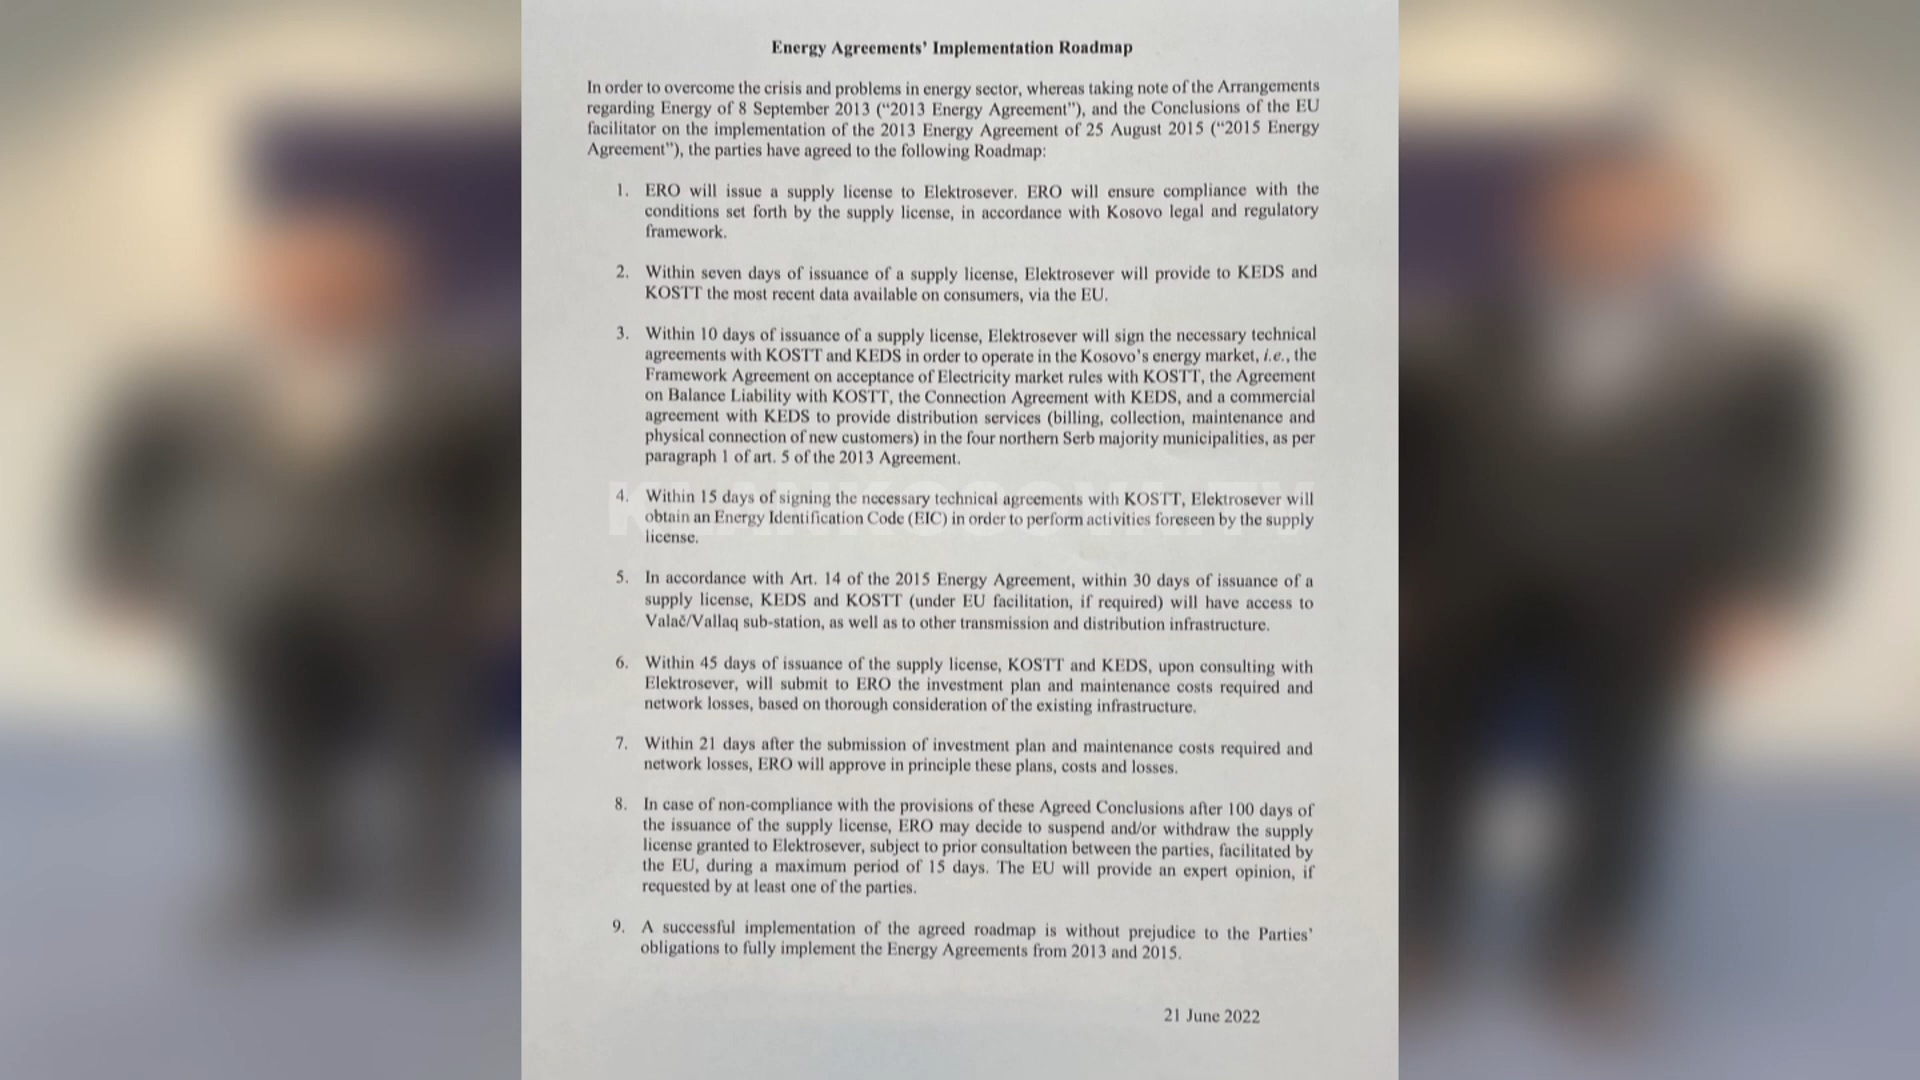 Energy Agreements' Implementation Roadmap
In order to overcome the crisis and problems in energy sector, whereas taking note of the Arrangements
regarding Energy of 8 September 2013 ("2013 Energy Agreement"), and the Conclusions of the EU
facilitator on the implementation of the 2013 Energy Agreement of 25 August 2015 ("2015 Energy
Agreement"), the parties have agreed to the following Roadmap:
1. ERO will issue a supply license to Elektrosever. ERO will ensure compliance with the
conditions set forth by the supply license, in accordance with Kosovo legal and regulatory
framework.
2. Within seven days of issuance of a supply license, Elektrosever will provide to KEDS and
KOSTT the most recent data available on consumers, via the EU.
3. Within 10 days of issuance of a supply license, Elektrosever will sign the necessary technical
agreements with KOSTT and KEDS in order to operate in the Kosovo's energy market, i.e., the
Framework Agreement on acceptance of Electricity market rules with KOSTT, the Agreement
on Balance Liability with KOSTT, the Connection Agreement with KEDS, and a commercial
agreement with KEDS to provide distribution services (billing, collection, maintenance and
physical connection of new customers) in the four northern Serb majority municipalities, as per
paragraph 1 of art. 5 of the 2013 Agreement.
KLANKOSOVA.TV
4. Within 15 days of signing the necessary technical agreements with KOSTT, Elektrosever will
obtain an Energy Identification Code (EIC) in order to perform activities foreseen by the supply
license.
5. In accordance with Art. 14 of the 2015 Energy Agreement, within 30 days of issuance of a
supply license, KEDS and KOSTT (under EU facilitation, if required) will have access to
Valač/Vallaq sub-station, as well as to other transmission and distribution infrastructure.
6. Within 45 days of issuance of the supply license, KOSTT and KEDS, upon consulting with
Elektrosever, will submit to ERO the investment plan and maintenance costs required and
network losses, based on thorough consideration of the existing infrastructure.
7. Within 21 days after the submission of investment plan and maintenance costs required and
network losses, ERO will approve in principle these plans, costs and losses.
8. In case of non-compliance with the provisions of these Agreed Conclusions after 100 days of
the issuance of the supply license, ERO may decide to suspend and/or withdraw the supply
license granted to Elektrosever, subject to prior consultation between the parties, facilitated by
the EU, during a maximum period of 15 days. The EU will provide an expert opinion, if
requested by at least one of the parties.
9. A successful implementation of the agreed roadmap is without prejudice to the Parties'
obligations to fully implement the Energy Agreements from 2013 and 2015.
21 June 2022